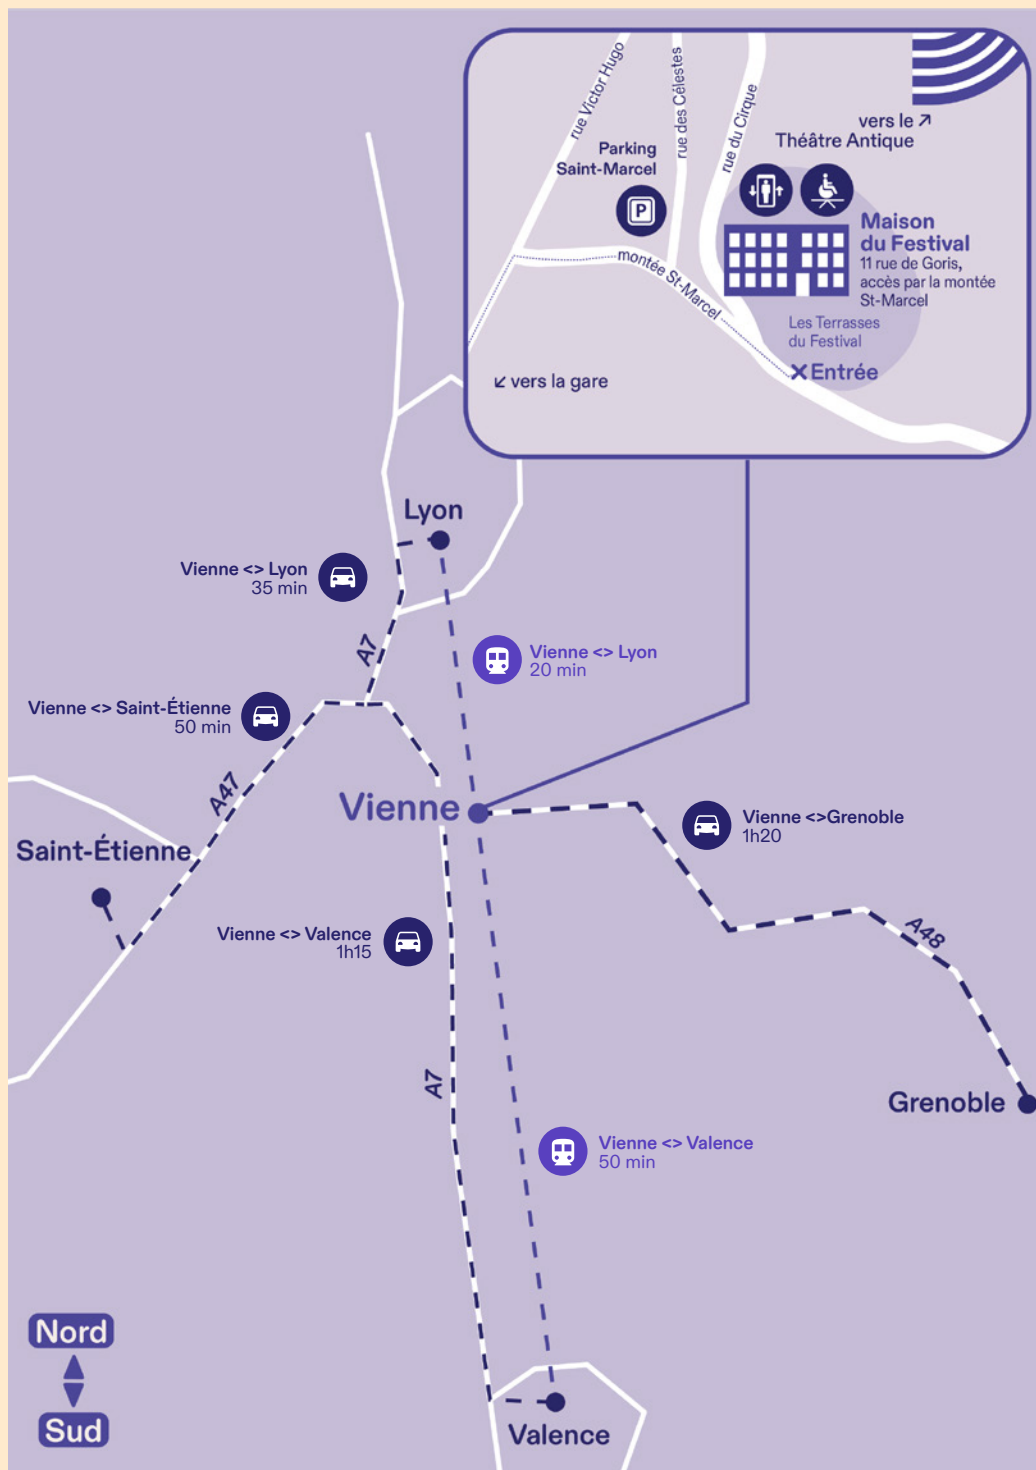 rue Victor Hugo
rue des Célestes
rue du Cirque
vers le ↗
Théâtre Antique
Parking
Saint-Marcel
P
Maison
du Festival
11 rue de Goris,
accès par la montée
St-Marcel
montée St-Marcel
Les Terrasses
du Festival
Entrée
↙ vers la gare
Lyon
Vienne <> Lyon
35 min
A7
Vienne <> Lyon
20 min
Vienne <> Saint-Étienne
50 min
A47
Vienne
Vienne <>Grenoble
1h20
Saint-Étienne
Vienne <> Valence
1h15
A48
A7
Grenoble
Vienne <> Valence
50 min
Nord
Sud
Valence